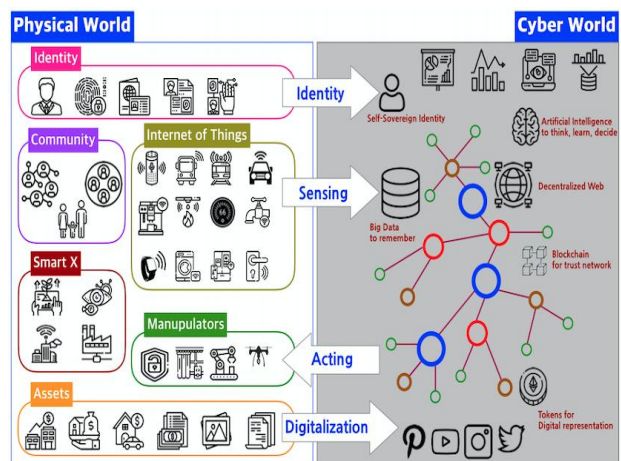 Physical World
Cyber World
Identity
Identity
Self-Sovereign Identity
Artificial Intelligence
to think, learn, decide
Community
Internet of Things
Sensing
Big Data
to remember
Decentralized Web
Blockchain
for trust network
Smart X
Manupulators
Acting
Assets
Digitalization
Tokens for
Digital representation